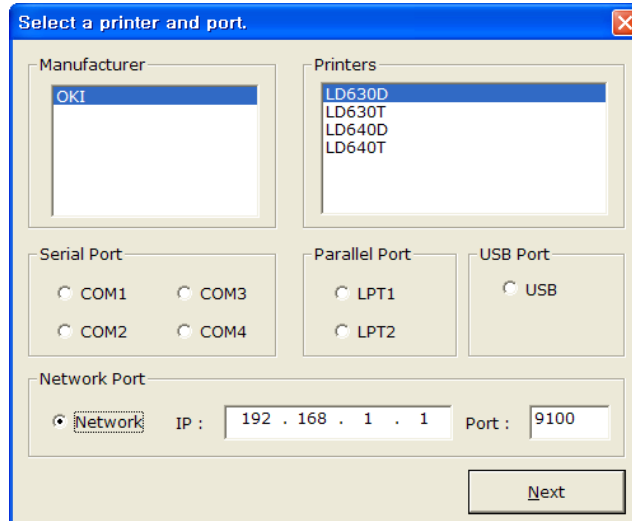 Select a printer and port.
Manufacturer
OKI
Printers
LD630D
LD630T
LD640D
LD640T
Serial Port
COM1 COM3
COM2 COM4
Parallel Port
LPT1
LPT2
USB Port
USB
Network Port
Network IP : 192 . 168 . 1 . 1 Port : 9100
Next